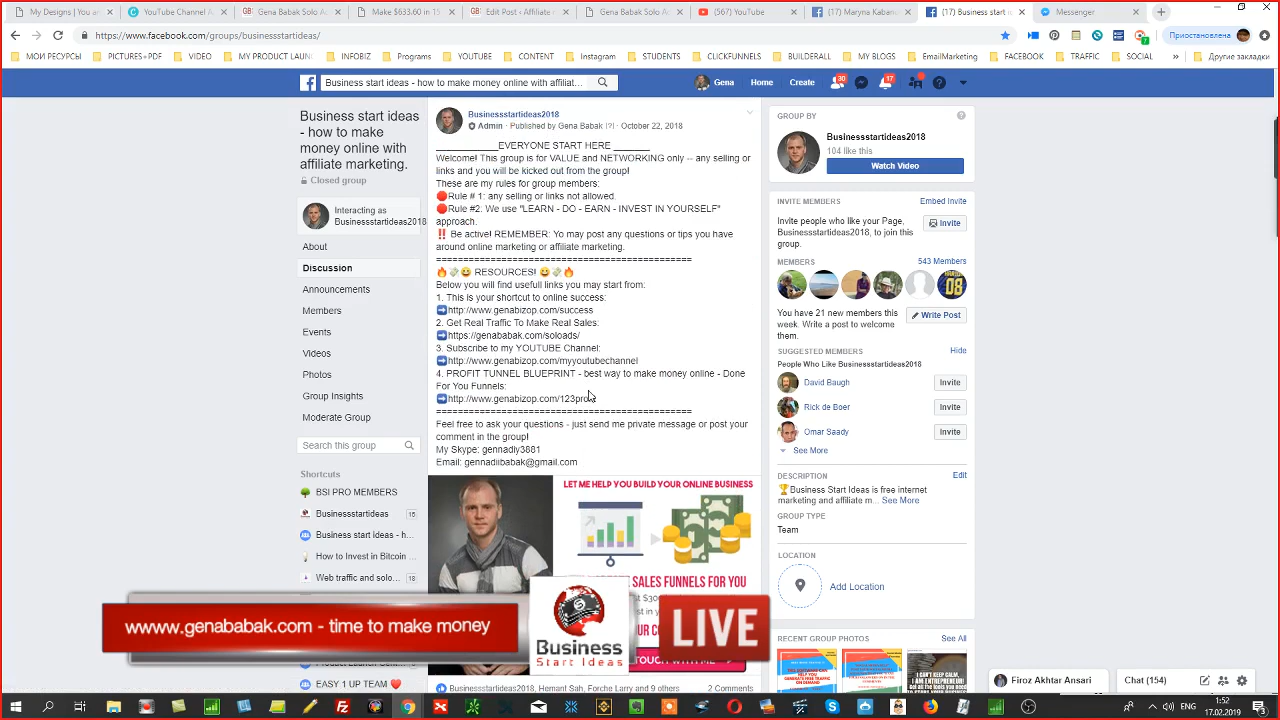 My Designs | You a
YouTube Channel A
Gena Babak Solo Ac
Make $633.60 in 15
Edit Post ‹ Affiliate
Gena Babak Solo Ac
(567) YouTube
(17) Maryna Kaban
(17) Business start i
Messenger
https://www.facebook.com/groups/businessstartideas/
Приостановлена
МОИ РЕСУРСЫ
PICTURES+PDF
VIDEO
MY PRODUCT LAUNC
INFOBIZ
Programs
YOUTUBE
CONTENT
Instagram
STUDENTS
CLICKFUNNELS
BUILDERALL
MY BLOGS
EmailMarketing
FACEBOOK
TRAFFIC
SOCIAL
»
Другие закладки
Business start ideas - how to make money online with affiliat...
Gena
Home
Create
30
17
Business start ideas
- how to make
money online with
affiliate marketing.
Closed group
Interacting as
Businessstartideas2018
About
Discussion
Announcements
Members
Events
Videos
Photos
Group Insights
Moderate Group
Search this group
Shortcuts
BSI PRO MEMBERS
Businessstartideas
Business start ideas - h...
How to Invest in Bitcoin ...
Web traffic and solo...
Product Launch
EASY 1 UP TEAM ❤️
Businessstartideas2018
Admin · Published by Gena Babak [?] · October 22, 2018
____________EVERYONE START HERE _______
Welcome! This group is for VALUE and NETWORKING only -- any selling or
links and you will be kicked out from the group!
These are my rules for group members:
🛑Rule # 1: any selling or links not allowed.
🛑Rule #2: We use "LEARN - DO - EARN - INVEST IN YOURSELF"
approach.
‼️ Be active! REMEMBER: Yo may post any questions or tips you have
around online marketing or affiliate marketing.
===============================================
🔥💸😀 RESOURCES! 😀💸🔥
Below you will find usefull links you may start from:
1. This is your shortcut to online success:
➡️http://www.genabizop.com/success
2. Get Real Traffic To Make Real Sales:
➡️https://genababak.com/soloads/
3. Subscribe to my YOUTUBE Channel:
➡️http://www.genabizop.com/myyoutubechannel
4. PROFIT TUNNEL BLUEPRINT - best way to make money online - Done
For You Funnels:
➡️http://www.genabizop.com/123pro
===============================================
Feel free to ask your questions - just send me private message or post your
comment in the group!
My Skype: gennadiy3881
Email: gennadiibabak@gmail.com
LET ME HELP YOU BUILD YOUR ONLINE BUSINESS
SALES FUNNELS FOR YOU
TOUCH WITH ME
Businessstartideas2018, Hemant Sah, Forche Larry and 9 others
2 Comments
wwww.genababak.com - time to make money
Business
Start Ideas
LIVE
GROUP BY
Businessstartideas2018
104 like this
Watch Video
INVITE MEMBERS
Embed Invite
Invite people who like your Page,
Businessstartideas2018, to join this
group.
Invite
MEMBERS
543 Members
08
You have 21 new members this
week. Write a post to welcome
them.
Write Post
SUGGESTED MEMBERS
Hide
People Who Like Businessstartideas2018
David Baugh
Invite
Rick de Boer
Invite
Omar Saady
Invite
See More
DESCRIPTION
Edit
🏆Business Start Ideas is free internet
marketing and affiliate m... See More
GROUP TYPE
Team
LOCATION
Add Location
RECENT GROUP PHOTOS
See All
Firoz Akhtar Ansari
Chat (154)
ENG
1:52
17.02.2019